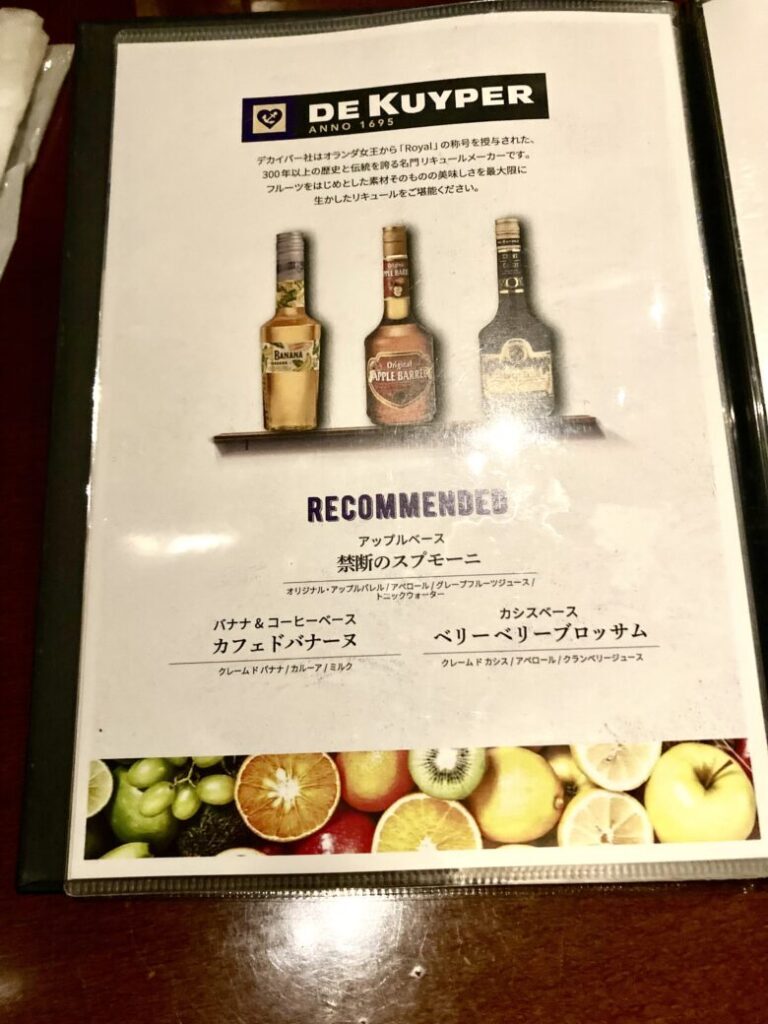 DE KUYPER
ANNO 1695
デカイパー社はオランダ女王から「Royal」の称号を授与された、
300年以上の歴史と伝統を誇る名門リキュールメーカーです。
フルーツをはじめとした素材そのものの美味しさを最大限に
生かしたリキュールをご堪能ください。
BANANA
Original
APPLE BARREL
Original
APPLE BARREL
RECOMMENDED
アップルベース
禁断のスプモーニ
オリジナル・アップルバレル / アペロール / グレープフルーツジュース /
トニックウォーター
バナナ & コーヒーベース
カフェドバナーヌ
クレーム ド バナナ / カルーア / ミルク
カシスベース
ベリーベリーブロッサム
クレーム ド カシス / アペロール / クランベリージュース